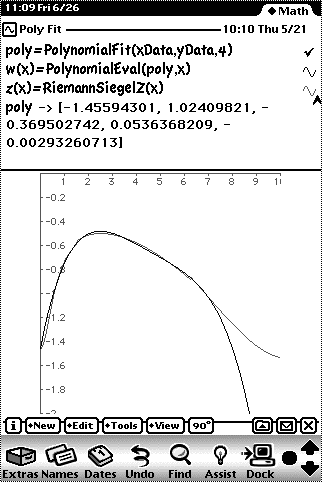 11:09 Fri 6/26
◆Math
Poly Fit
10:10 Thu 5/21
poly=PolynomialFit(xData,yData,4)
w(x)=PolynomialEval(poly,x)
z(x)=RiemannSiegelZ(x)
poly -> [-1.45594301, 1.02409821, -
0.369502742, 0.0536368209, -
0.00293260713]
1 2 3 4 5 6 7 8 9 10
-0.2
-0.4
-0.6
-0.8
-1.2
-1.4
-1.6
-1.8
-2
i ◆New ◆Edit ◆Tools ◆View 90°
Extras Names Dates Undo Find Assist Dock